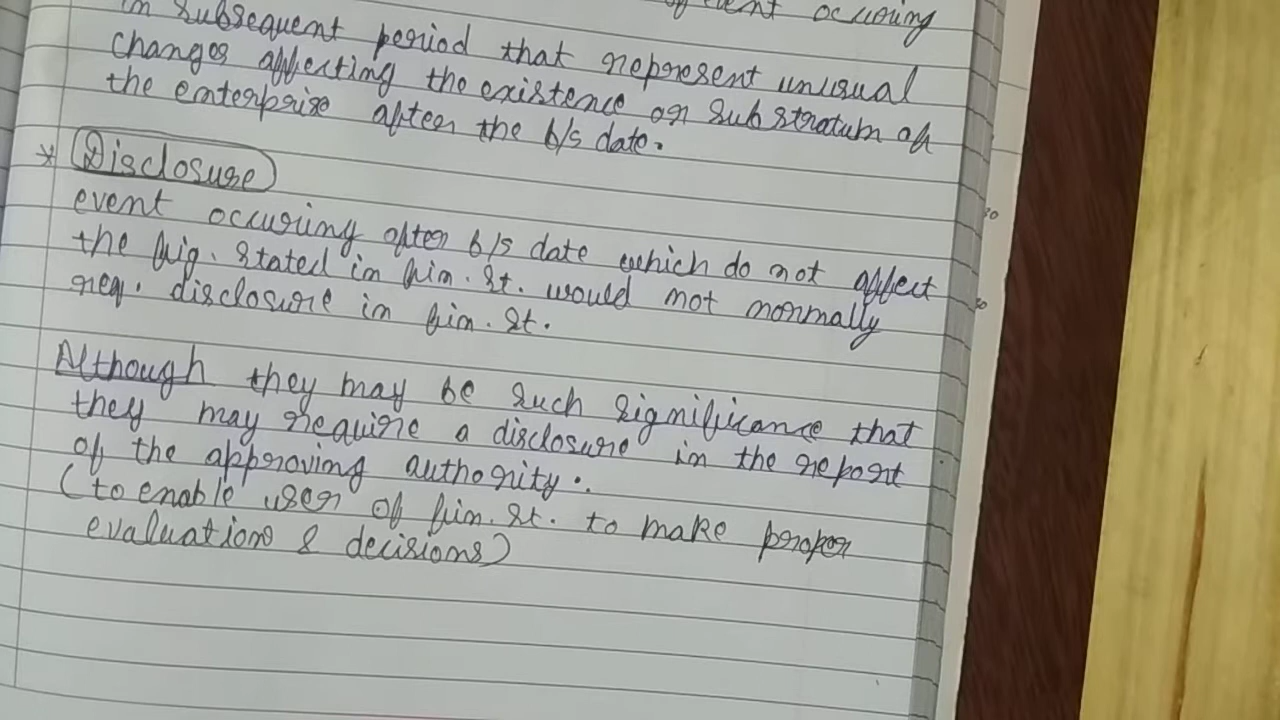 event occuring
in subsequent period that represent unusual
changes affecting the existence or substratum of
the enterprise after the b/s date.
* Disclosure
event occuring after b/s date which do not affect
the fig. stated in fin. st. would not normally
req. disclosure in fin. st.
Although they may be such significance that
they may require a disclosure in the report
of the approving authority.
(to enable user of fin. st. to make proper
evaluations & decisions)